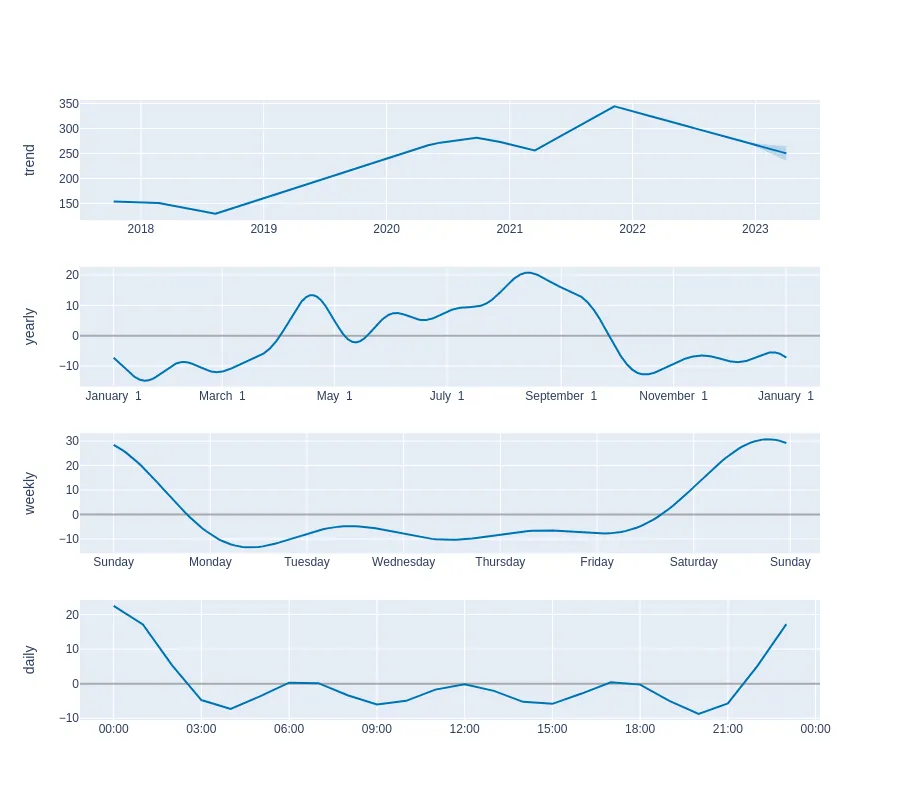 350
300
250
200
150
trend
2018 2019 2020 2021 2022 2023
20
10
0
−10
yearly
January 1 March 1 May 1 July 1 September 1 November 1 January 1
30
20
10
0
−10
weekly
Sunday Monday Tuesday Wednesday Thursday Friday Saturday Sunday
20
10
0
−10
daily
00:00 03:00 06:00 09:00 12:00 15:00 18:00 21:00 00:00